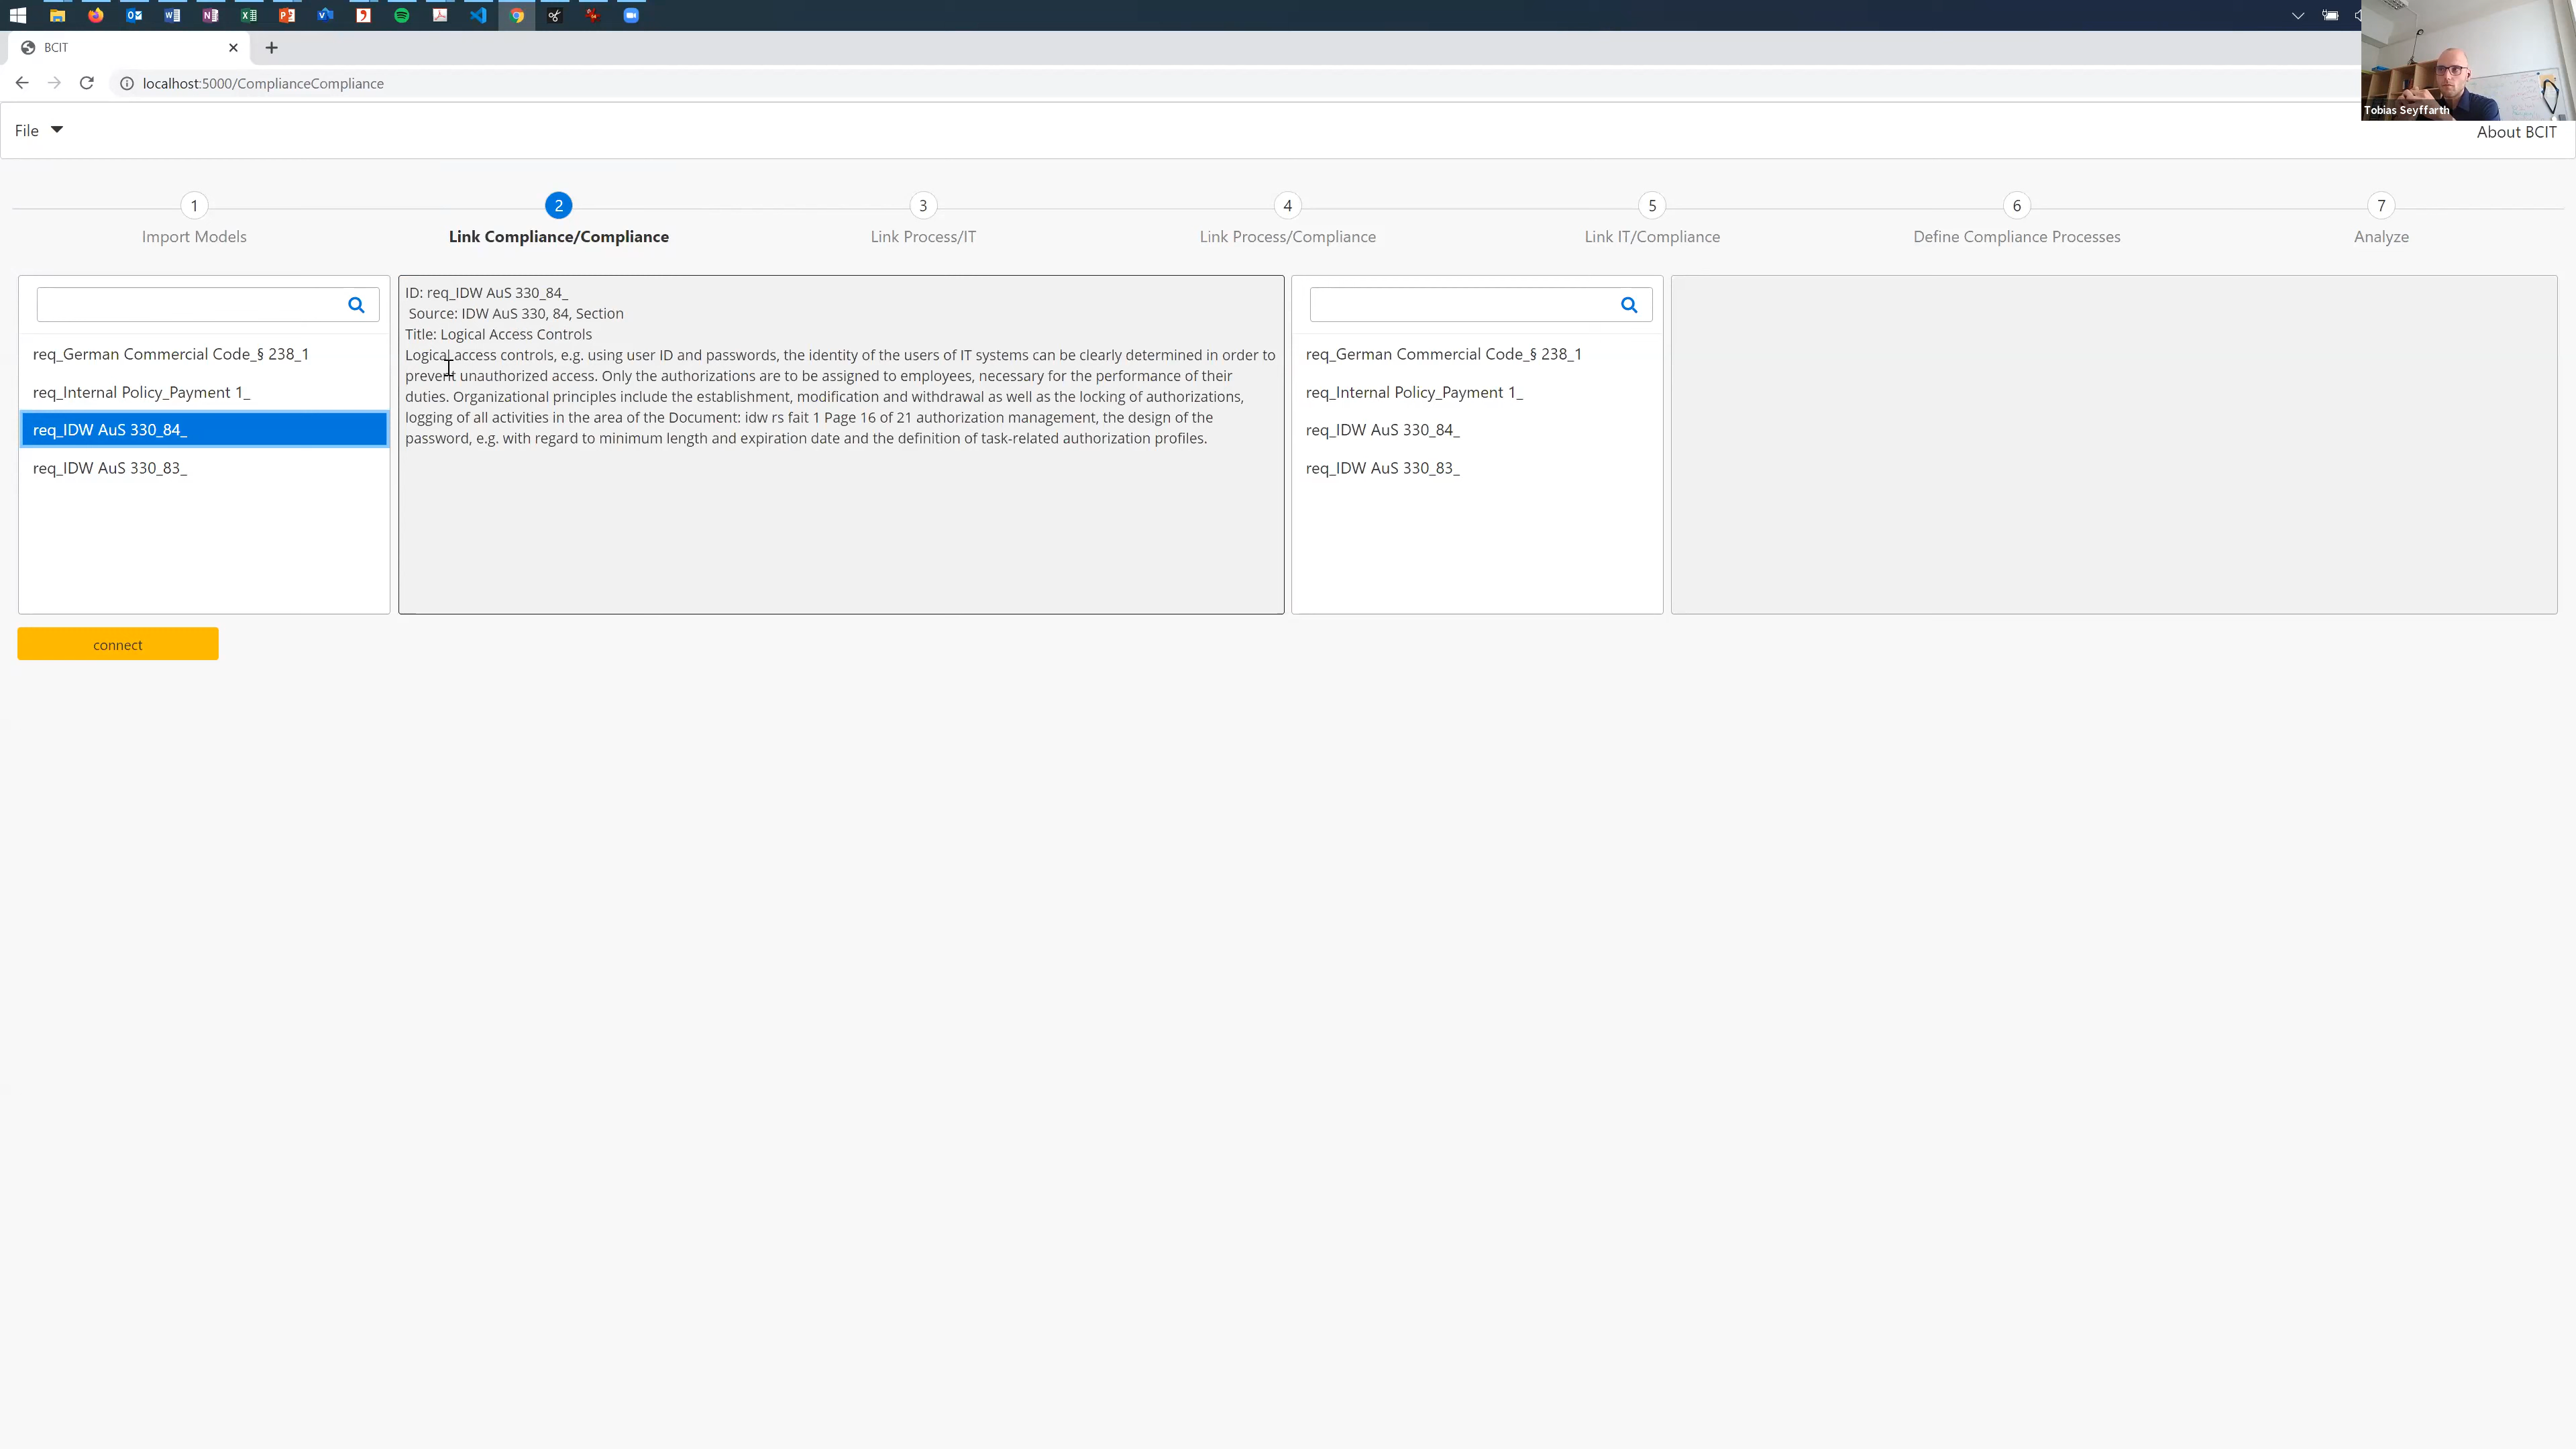 BCIT
localhost:5000/ComplianceCompliance
Tobias Seyffarth
File
About BCIT
1
2
3
4
5
6
7
Import Models
Link Compliance/Compliance
Link Process/IT
Link Process/Compliance
Link IT/Compliance
Define Compliance Processes
Analyze
req_German Commercial Code_§ 238_1
req_Internal Policy_Payment 1_
req_IDW AuS 330_84_
req_IDW AuS 330_83_
ID: req_IDW AuS 330_84_
Source: IDW AuS 330, 84, Section
Title: Logical Access Controls
Logical access controls, e.g. using user ID and passwords, the identity of the users of IT systems can be clearly determined in order to
prevent unauthorized access. Only the authorizations are to be assigned to employees, necessary for the performance of their
duties. Organizational principles include the establishment, modification and withdrawal as well as the locking of authorizations,
logging of all activities in the area of the Document: idw rs fait 1 Page 16 of 21 authorization management, the design of the
password, e.g. with regard to minimum length and expiration date and the definition of task-related authorization profiles.
req_German Commercial Code_§ 238_1
req_Internal Policy_Payment 1_
req_IDW AuS 330_84_
req_IDW AuS 330_83_
connect